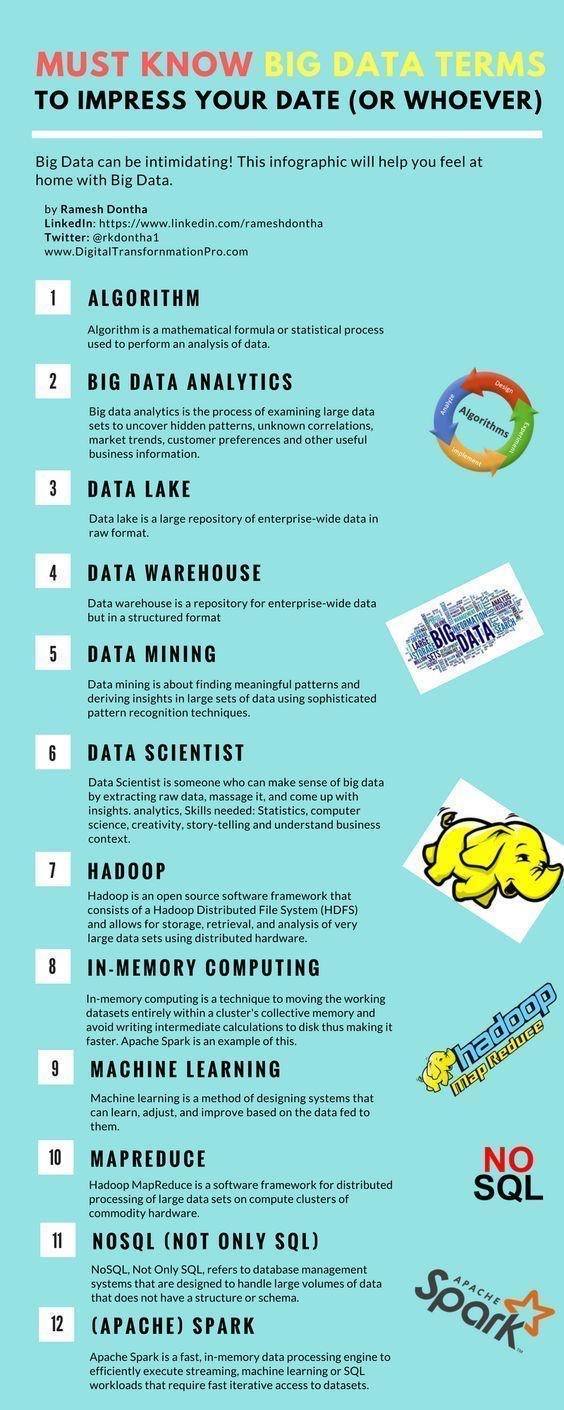 MUST KNOW BIG DATA TERMS
TO IMPRESS YOUR DATE (OR WHOEVER)
Big Data can be intimidating! This infographic will help you feel at
home with Big Data.
by Ramesh Dontha
LinkedIn: https://www.linkedin.com/rameshdontha
Twitter: @rkdontha1
www.DigitalTransfornmationPro.com
1 ALGORITHM
Algorithm is a mathematical formula or statistical process
used to perform an analysis of data.
2 BIG DATA ANALYTICS
Big data analytics is the process of examining large data
sets to uncover hidden patterns, unknown correlations,
market trends, customer preferences and other useful
business information.
Design
Analyze
Algorithms
Experiment
Implement
3 DATA LAKE
Data lake is a large repository of enterprise-wide data in
raw format.
4 DATA WAREHOUSE
Data warehouse is a repository for enterprise-wide data
but in a structured format
LARGE
STORAGE
BIG
INFORMATION
ANALYSIS
SETS
DATA
SEARCH
5 DATA MINING
Data mining is about finding meaningful patterns and
deriving insights in large sets of data using sophisticated
pattern recognition techniques.
6 DATA SCIENTIST
Data Scientist is someone who can make sense of big data
by extracting raw data, massage it, and come up with
insights. analytics, Skills needed: Statistics, computer
science, creativity, story-telling and understand business
context.
7 HADOOP
Hadoop is an open source software framework that
consists of a Hadoop Distributed File System (HDFS)
and allows for storage, retrieval, and analysis of very
large data sets using distributed hardware.
8 IN-MEMORY COMPUTING
In-memory computing is a technique to moving the working
datasets entirely within a cluster's collective memory and
avoid writing intermediate calculations to disk thus making it
faster. Apache Spark is an example of this.
hadoop
Map Reduce
9 MACHINE LEARNING
Machine learning is a method of designing systems that
can learn, adjust, and improve based on the data fed to
them.
10 MAPREDUCE
Hadoop MapReduce is a software framework for distributed
processing of large data sets on compute clusters of
commodity hardware.
NO
SQL
11 NOSQL (NOT ONLY SQL)
NoSQL, Not Only SQL, refers to database management
systems that are designed to handle large volumes of data
that does not have a structure or schema.
12 (APACHE) SPARK
Apache Spark is a fast, in-memory data processing engine to
efficiently execute streaming, machine learning or SQL
workloads that require fast iterative access to datasets.
APACHE
Spark
TM